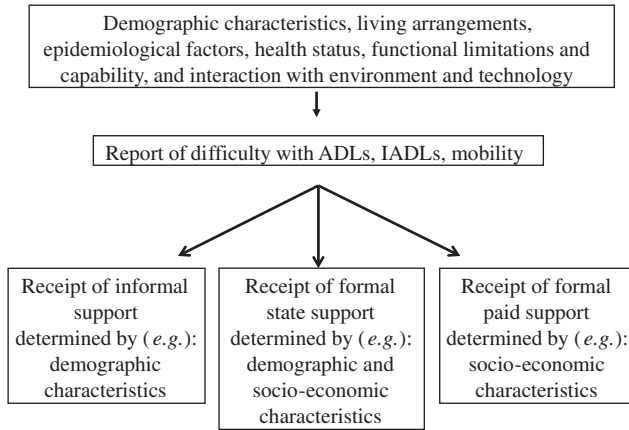 Demographic characteristics, living arrangements,
epidemiological factors, health status, functional limitations and
capability, and interaction with environment and technology
Report of difficulty with ADLs, IADLs, mobility
Receipt of informal
support
determined by (e.g.):
demographic
characteristics
Receipt of formal
state support
determined by (e.g.):
demographic and
socio-economic
characteristics
Receipt of formal
paid support
determined by (e.g.):
socio-economic
characteristics